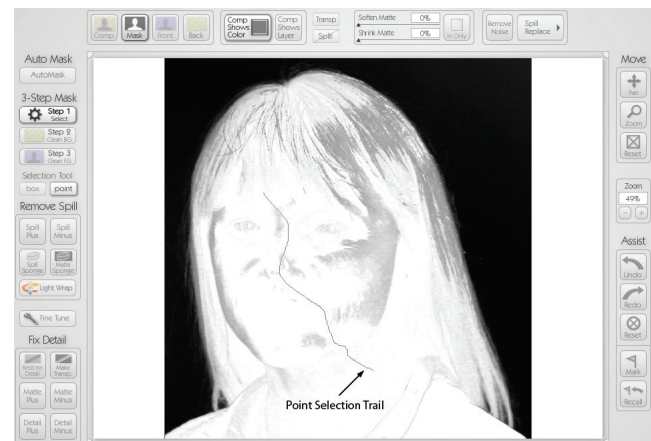 Comp
Mask
Front
Back
Comp
Shows
Color
Comp
Shows
Layer
Transp
Split
Soften Matte 0%
Shrink Matte 0%
In Only
Remove
Noise
Spill
Replace
Auto Mask
AutoMask
3-Step Mask
Step 1
Select
Step 2
Clean BG
Step 3
Clean FG
Selection Tool
box
point
Remove Spill
Spill
Plus
Spill
Minus
Spill
Sponge
Matte
Sponge
Light Wrap
Fine Tune
Fix Detail
Restore
Detail
Make
Transp.
Matte
Plus
Matte
Minus
Detail
Plus
Detail
Minus
Point Selection Trail
Move
Pan
Zoom
Reset
Zoom
49%
Assist
Undo
Redo
Reset
Mark
Recall